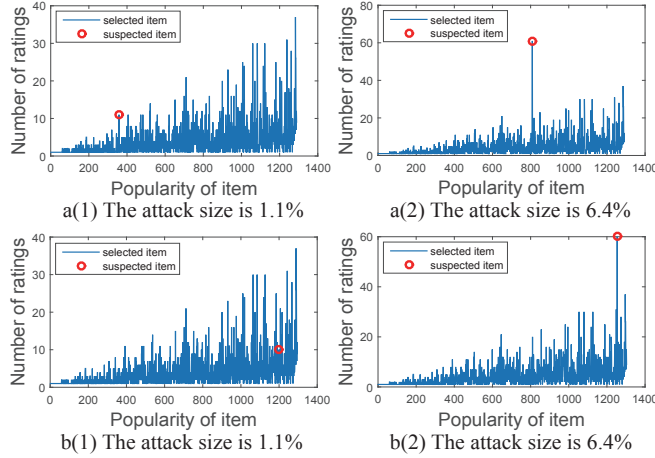 40
30
20
10
0
Number of ratings
selected item
suspected item
0 200 400 600 800 1000 1200 1400
Popularity of item
a(1) The attack size is 1.1%
80
60
40
20
0
Number of ratings
selected item
suspected item
0 200 400 600 800 1000 1200 1400
Popularity of item
a(2) The attack size is 6.4%
40
30
20
10
0
Number of ratings
selected item
suspected item
0 200 400 600 800 1000 1200 1400
Popularity of item
b(1) The attack size is 1.1%
60
50
40
30
20
10
0
Number of ratings
selected item
suspected item
0 200 400 600 800 1000 1200 1400
Popularity of item
b(2) The attack size is 6.4%